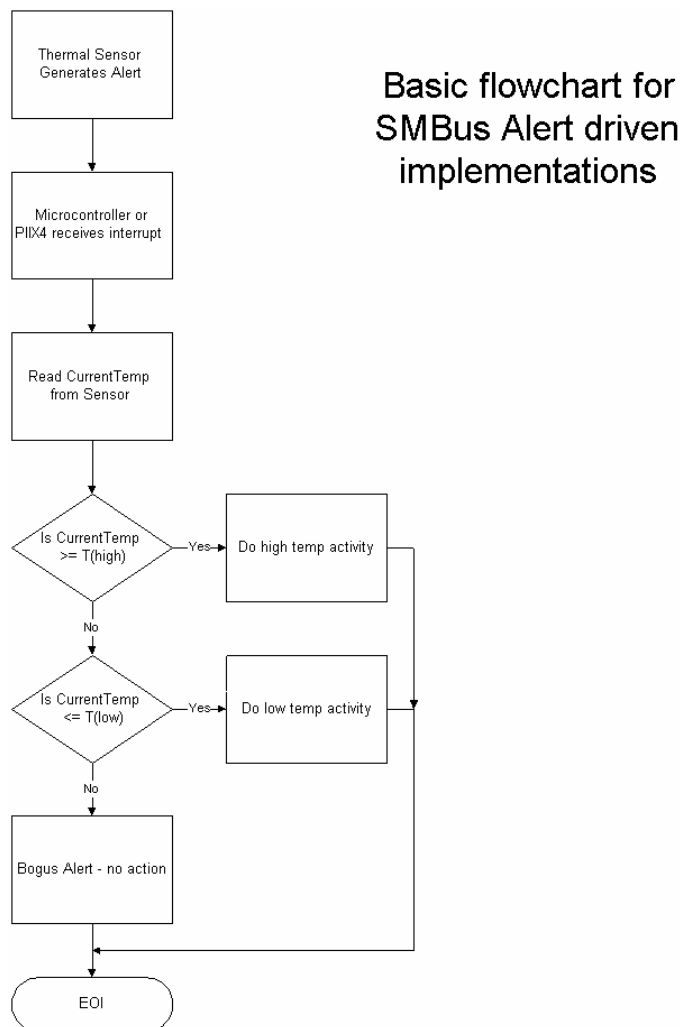 Basic flowchart for
SMBus Alert driven
implementations
Thermal Sensor
Generates Alert
Microcontroller or
PIIX4 receives interrupt
Read CurrentTemp
from Sensor
Is CurrentTemp
>= T(high)
Yes
Do high temp activity
No
Is CurrentTemp
<= T(low)
Yes
Do low temp activity
No
Bogus Alert - no action
EOI